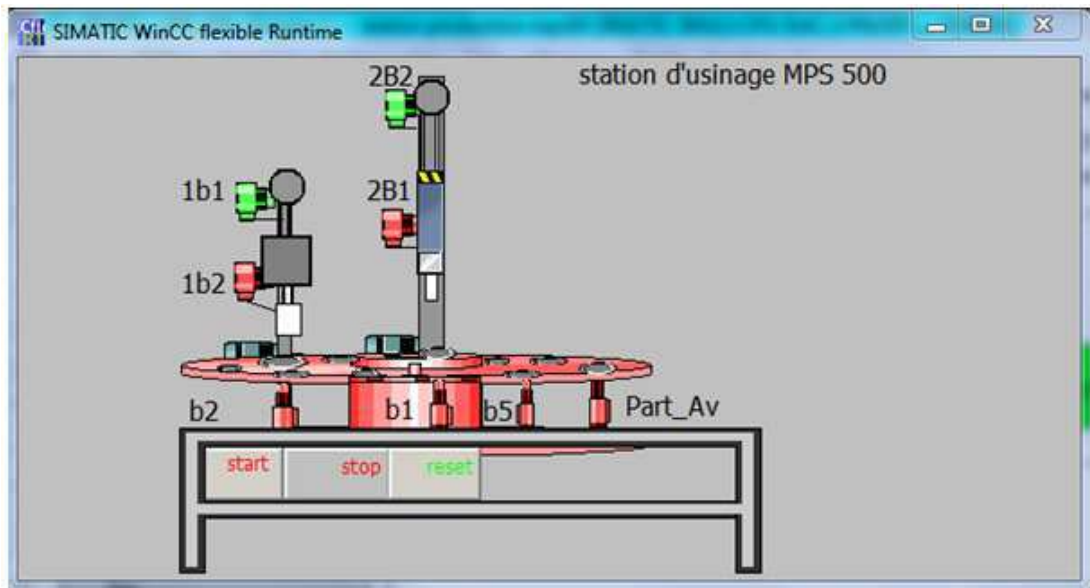 SIMATIC WinCC flexible Runtime
station d'usinage MPS 500
2B2
1b1
2B1
1b2
b2
b1
b5
Part_Av
start
stop
reset